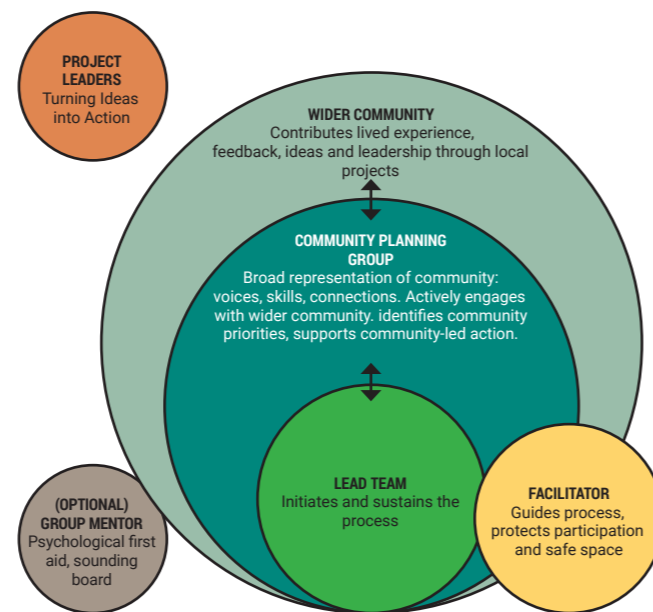 PROJECT
LEADERS
Turning Ideas
into Action
WIDER COMMUNITY
Contributes lived experience,
feedback, ideas and leadership through local
projects
COMMUNITY PLANNING
GROUP
Broad representation of community:
voices, skills, connections. Actively engages
with wider community. identifies community
priorities, supports community-led action.
LEAD TEAM
Initiates and sustains the
process
(OPTIONAL)
GROUP MENTOR
Psychological first
aid, sounding
board
FACILITATOR
Guides process,
protects participation
and safe space